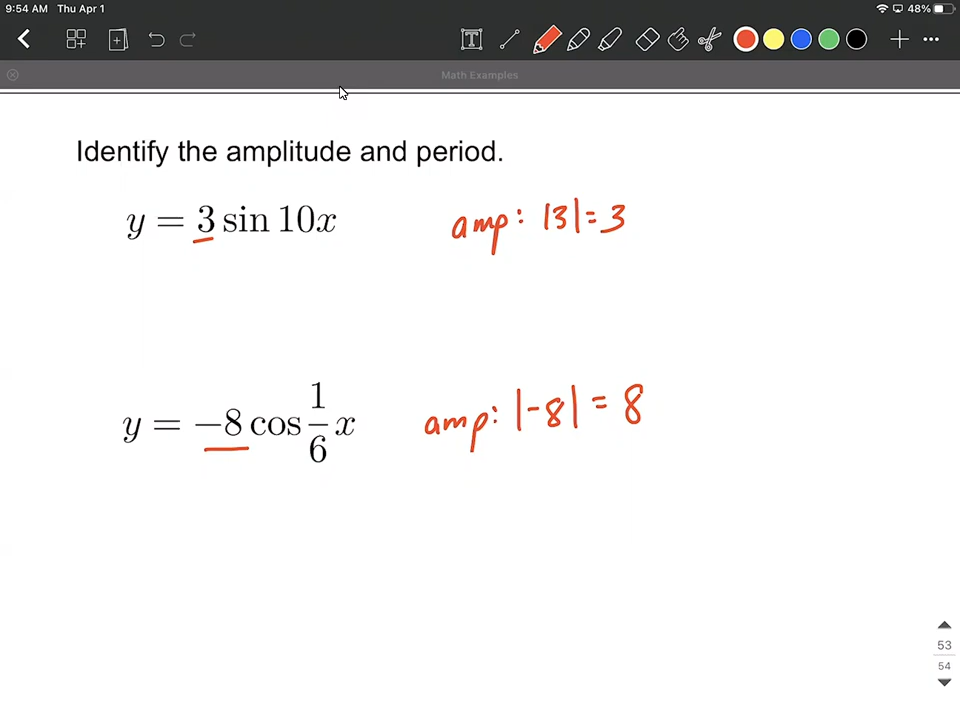 9:54 AM Thu Apr 1 48%
T
Math Examples
Identify the amplitude and period.
y = 3 sin 10x amp: |3| = 3
y = −8 cos 1/6 x amp: |-8| = 8
53
54